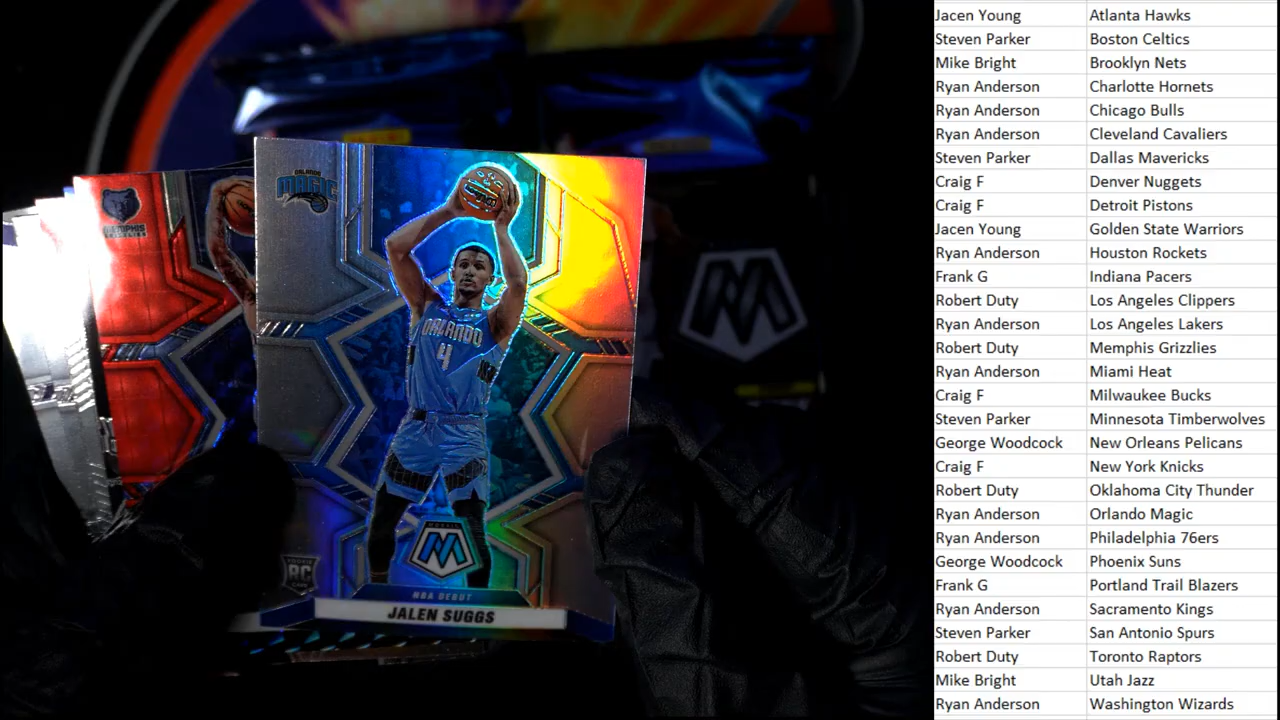 Jacen Young Atlanta Hawks
Steven Parker Boston Celtics
Mike Bright Brooklyn Nets
Ryan Anderson Charlotte Hornets
Ryan Anderson Chicago Bulls
Ryan Anderson Cleveland Cavaliers
Steven Parker Dallas Mavericks
Craig F Denver Nuggets
Craig F Detroit Pistons
Jacen Young Golden State Warriors
Ryan Anderson Houston Rockets
Frank G Indiana Pacers
Robert Duty Los Angeles Clippers
Ryan Anderson Los Angeles Lakers
Robert Duty Memphis Grizzlies
Ryan Anderson Miami Heat
Craig F Milwaukee Bucks
Steven Parker Minnesota Timberwolves
George Woodcock New Orleans Pelicans
Craig F New York Knicks
Robert Duty Oklahoma City Thunder
Ryan Anderson Orlando Magic
Ryan Anderson Philadelphia 76ers
George Woodcock Phoenix Suns
Frank G Portland Trail Blazers
Ryan Anderson Sacramento Kings
Steven Parker San Antonio Spurs
Robert Duty Toronto Raptors
Mike Bright Utah Jazz
Ryan Anderson Washington Wizards
ORLANDO
MAGIC
ORLANDO
4
MOSAIC
RC
NBA DEBUT
JALEN SUGGS